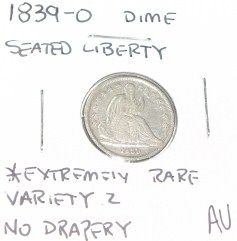 1839-O DIME
SEATED LIBERTY
*EXTREMELY RARE
VARIETY 2
NO DRAPERY AU